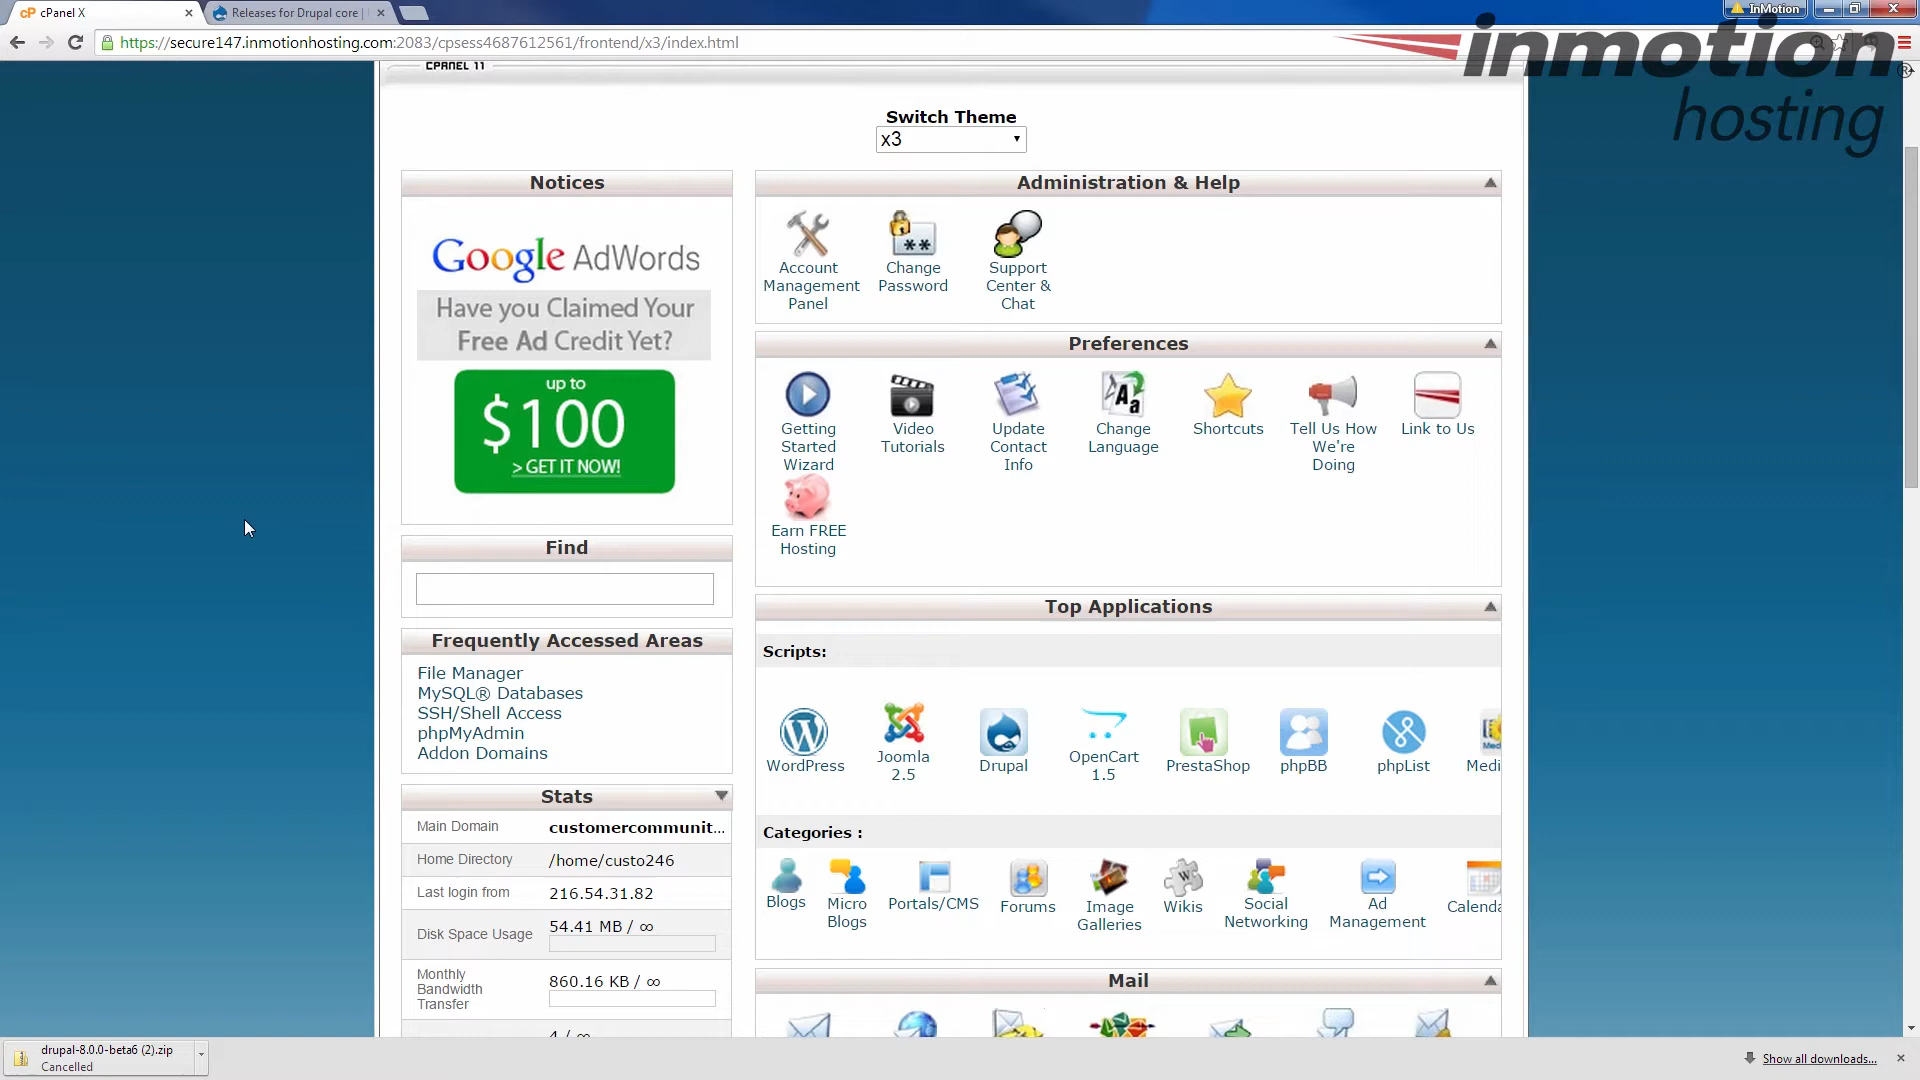 cPanel X
Releases for Drupal core |
InMotion
https://secure147.inmotionhosting.com:2083/cpsess4687612561/frontend/x3/index.html
inmotion
hosting
CPANEL 11
Switch Theme
x3
Notices
Google AdWords
Have you Claimed Your
Free Ad Credit Yet?
up to
$100
> GET IT NOW!
Find
Frequently Accessed Areas
File Manager
MySQL® Databases
SSH/Shell Access
phpMyAdmin
Addon Domains
Stats
Main Domain customercommunit...
Home Directory /home/custo246
Last login from 216.54.31.82
Disk Space Usage 54.41 MB / ∞
Monthly
Bandwidth
Transfer
860.16 KB / ∞
4 / ∞
Administration & Help
Account
Management
Panel
Change
Password
Support
Center &
Chat
Preferences
Getting
Started
Wizard
Video
Tutorials
Update
Contact
Info
Change
Language
Shortcuts
Tell Us How
We're
Doing
Link to Us
Earn FREE
Hosting
Top Applications
Scripts:
WordPress
Joomla
2.5
Drupal
OpenCart
1.5
PrestaShop
phpBB
phpList
Medi
Categories :
Blogs
Micro
Blogs
Portals/CMS
Forums
Image
Galleries
Wikis
Social
Networking
Ad
Management
Calenda
Mail
drupal-8.0.0-beta6 (2).zip
Cancelled
Show all downloads...